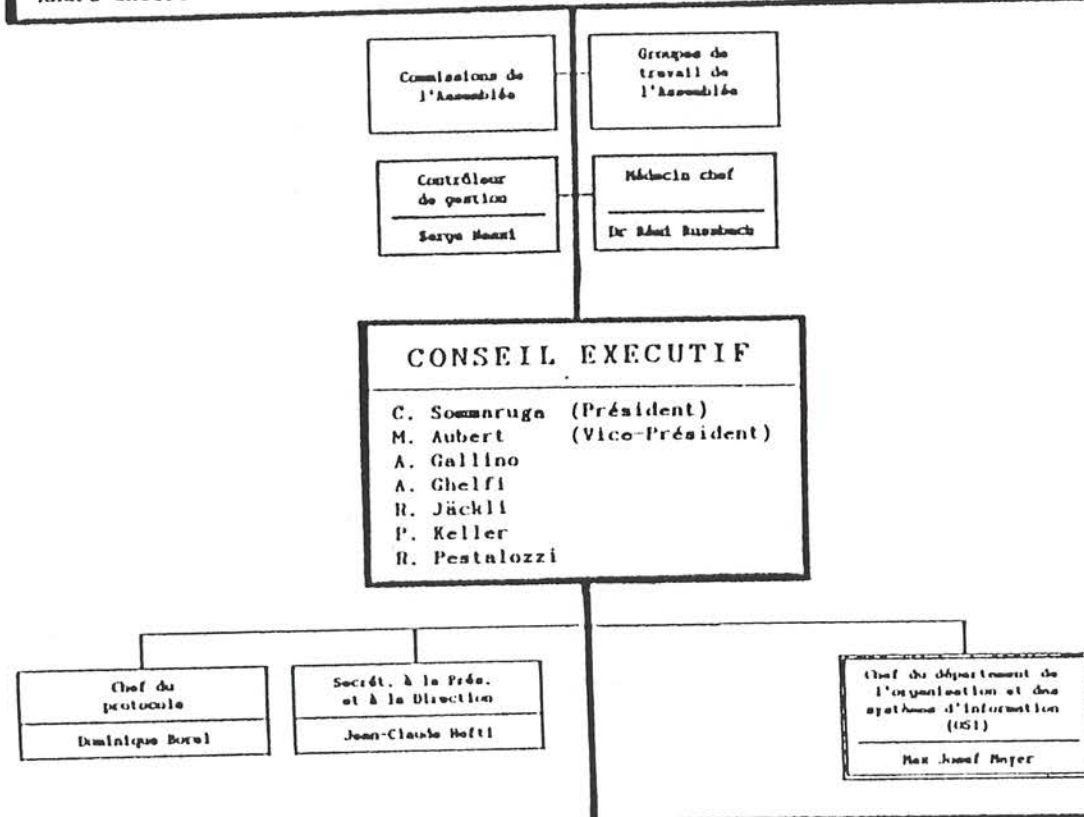 Commissions de
l'Assemblée
Groupes de
travail de
l'Assemblée
Contrôleur
de gestion
Serge Nessi
Médecin chef
Dr Rémi Russbach
CONSEIL EXECUTIF
C. Sommaruga (Président)
M. Aubert (Vice-Président)
A. Gallino
A. Ghelfi
R. Jäckli
P. Keller
R. Pestalozzi
Chef du
protocole
Dominique Borel
Secrét. à la Prés.
et à la Direction
Jean-Claude Hefti
Chef du département de
l'organisation et des
systèmes d'information
(OSI)
Max Josef Meyer